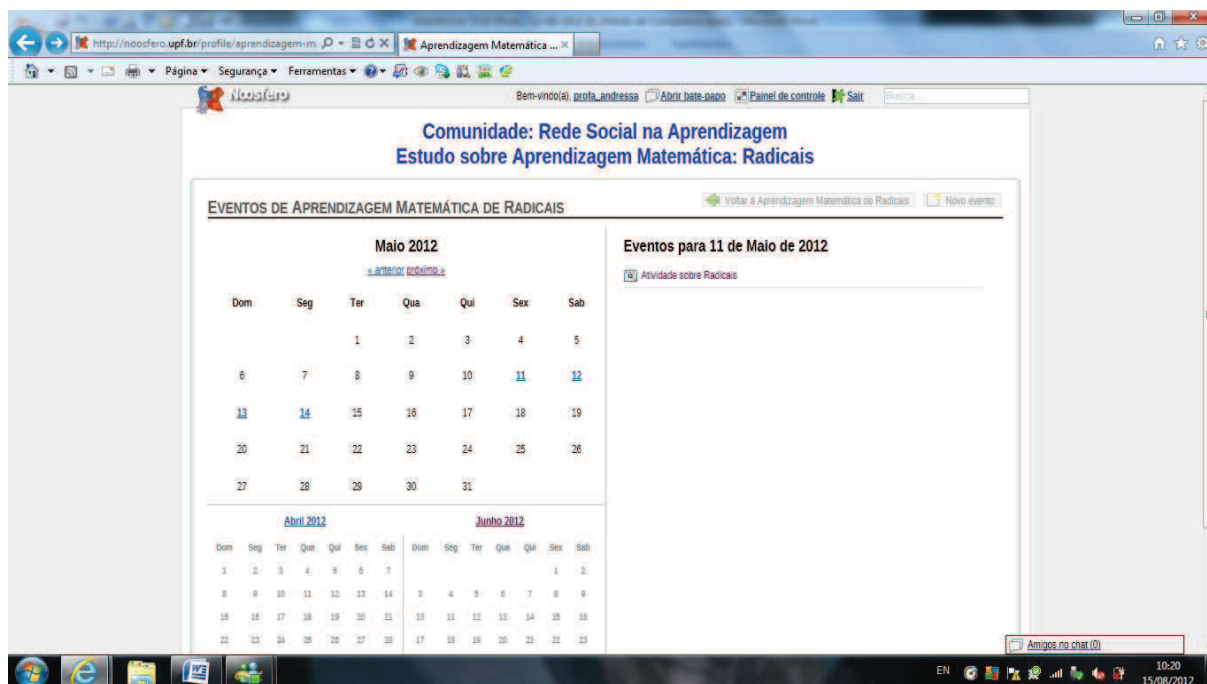 http://noosfero.upf.br/profile/aprendizagem-m
Aprendizagem Matemática ...
Página Segurança Ferramentas
Noosfero
Bem-vindo(a), profa_andressa Abrir bate-papo Painel de controle Sair Busca
Comunidade: Rede Social na Aprendizagem
Estudo sobre Aprendizagem Matemática: Radicais
EVENTOS DE APRENDIZAGEM MATEMÁTICA DE RADICAIS
Voltar à Aprendizagem Matemática de Radicais Novo evento
Maio 2012
« anterior próximo »
Dom Seg Ter Qua Qui Sex Sab
1 2 3 4 5
6 7 8 9 10 11 12
13 14 15 16 17 18 19
20 21 22 23 24 25 26
27 28 29 30 31
Eventos para 11 de Maio de 2012
Atividade sobre Radicais
Abril 2012
Dom Seg Ter Qua Qui Sex Sab
1 2 3 4 5 6 7
8 9 10 11 12 13 14
15 16 17 18 19 20 21
22 23 24 25 26 27 28
Junho 2012
Dom Seg Ter Qua Qui Sex Sab
1 2
3 4 5 6 7 8 9
10 11 12 13 14 15 16
17 18 19 20 21 22 23
Amigos no chat (0)
EN
10:20
15/08/2012